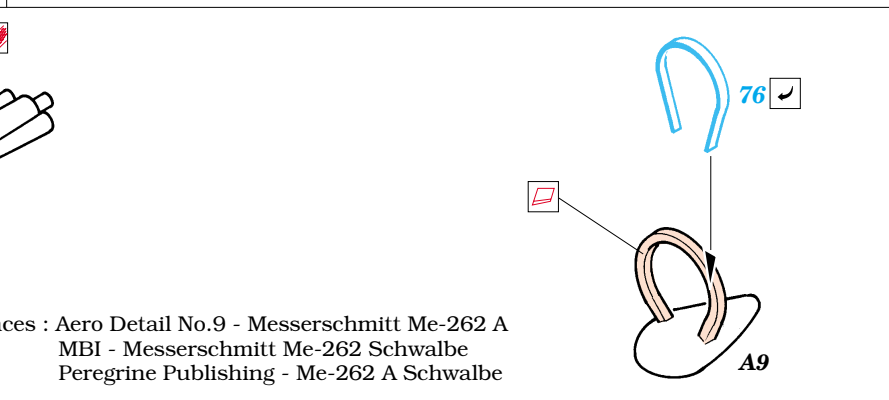 76
nces : Aero Detail No.9 - Messerschmitt Me-262 A
MBI - Messerschmitt Me-262 Schwalbe
Peregrine Publishing - Me-262 A Schwalbe
A9